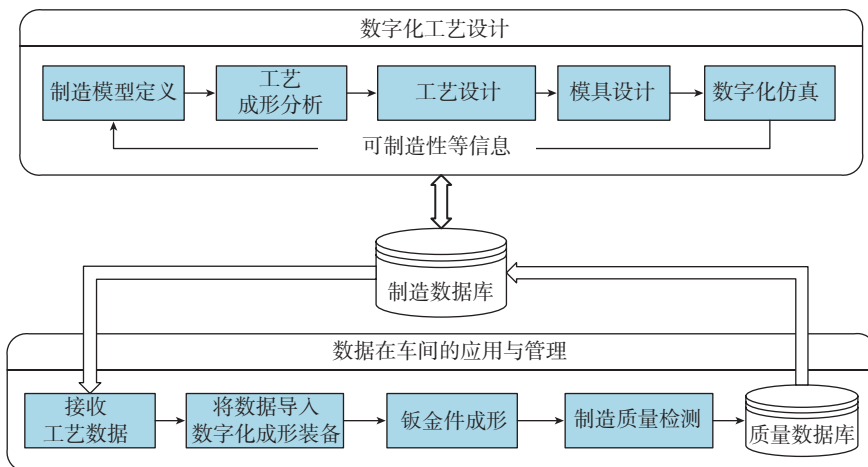 数字化工艺设计
制造模型定义
工艺
成形分析
工艺设计
模具设计
数字化仿真
可制造性等信息
制造数据库
数据在车间的应用与管理
接收
工艺数据
将数据导入
数字化成形装备
钣金件成形
制造质量检测
质量数据库